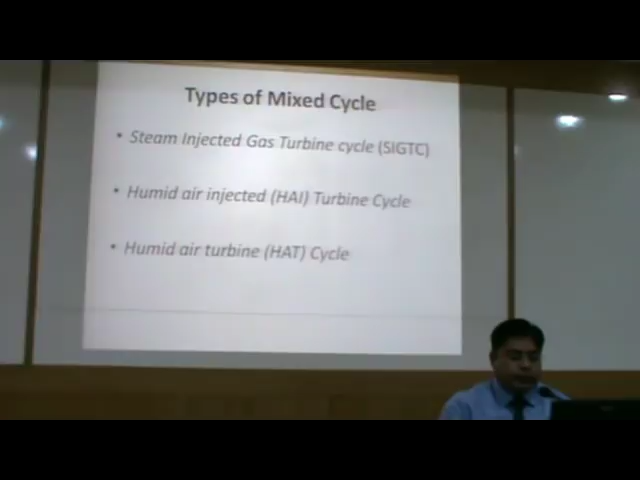 Types of Mixed Cycle
• Steam Injected Gas Turbine cycle (SIGTC)
• Humid air injected (HAI) Turbine Cycle
• Humid air turbine (HAT) Cycle